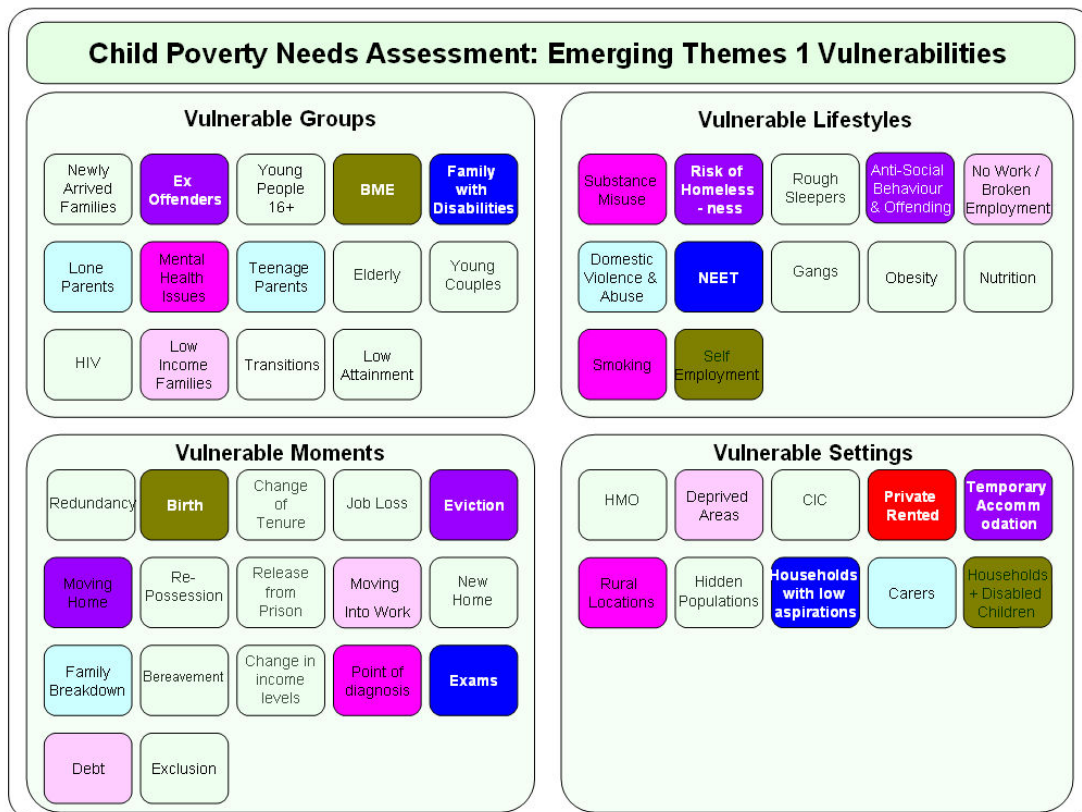 Child Poverty Needs Assessment: Emerging Themes 1 Vulnerabilities
Vulnerable Groups
Newly
Arrived
Families
Ex
Offenders
Young
People
16+
BME
Family
with
Disabilities
Lone
Parents
Mental
Health
Issues
Teenage
Parents
Elderly
Young
Couples
HIV
Low
Income
Families
Transitions
Low
Attainment
Vulnerable Lifestyles
Substance
Misuse
Risk of
Homeless
- ness
Rough
Sleepers
Anti-Social
Behaviour
& Offending
No Work /
Broken
Employment
Domestic
Violence &
Abuse
NEET
Gangs
Obesity
Nutrition
Smoking
Self
Employment
Vulnerable Moments
Redundancy
Birth
Change
of
Tenure
Job Loss
Eviction
Moving
Home
Re-
Possession
Release
from
Prison
Moving
Into Work
New
Home
Family
Breakdown
Bereavement
Change in
income
levels
Point of
diagnosis
Exams
Debt
Exclusion
Vulnerable Settings
HMO
Deprived
Areas
CIC
Private
Rented
Temporary
Accomm
odation
Rural
Locations
Hidden
Populations
Households
with low
aspirations
Carers
Households
+ Disabled
Children